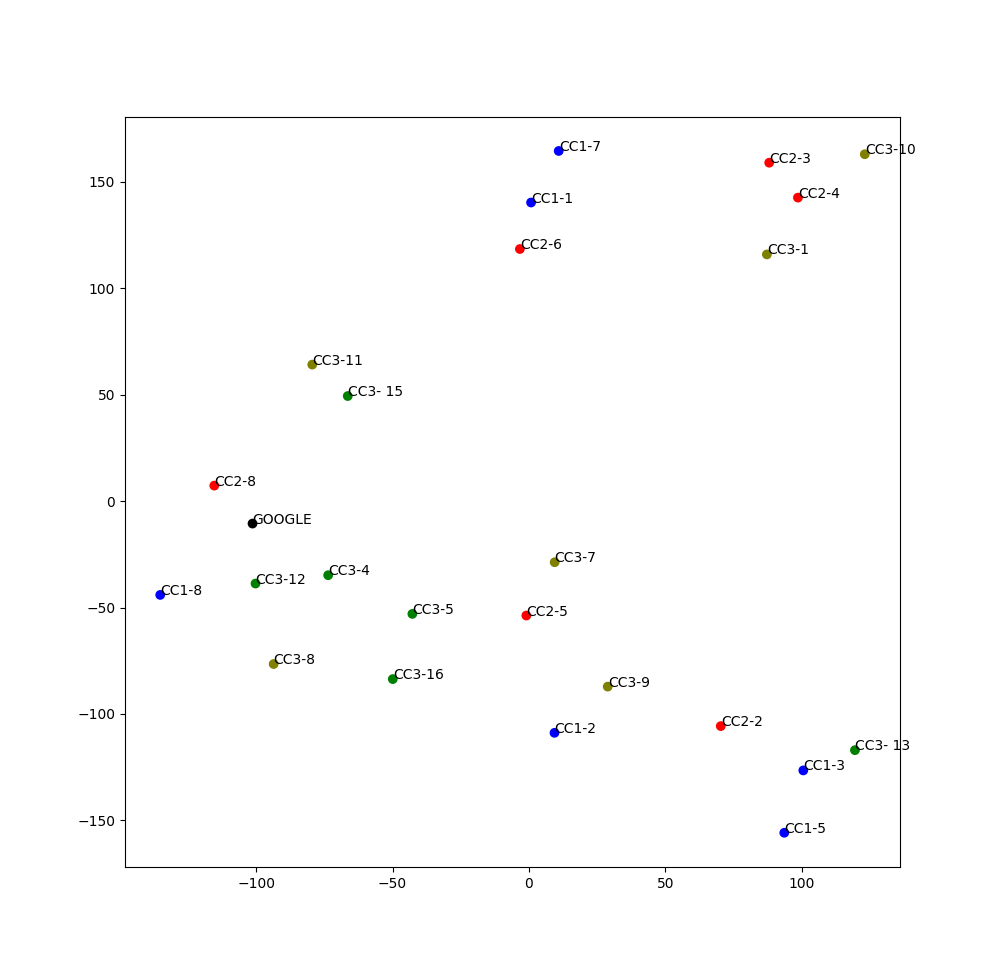 CC1-7
CC3-10
CC2-3
150
CC2-4
CC1-1
CC2-6
CC3-1
100
CC3-11
50
CC3- 15
CC2-8
0
GOOGLE
CC3-7
CC3-4
CC3-12
CC1-8
−50
CC3-5
CC2-5
CC3-8
CC3-16
CC3-9
−100
CC2-2
CC1-2
CC3- 13
CC1-3
−150
CC1-5
−100 −50 0 50 100